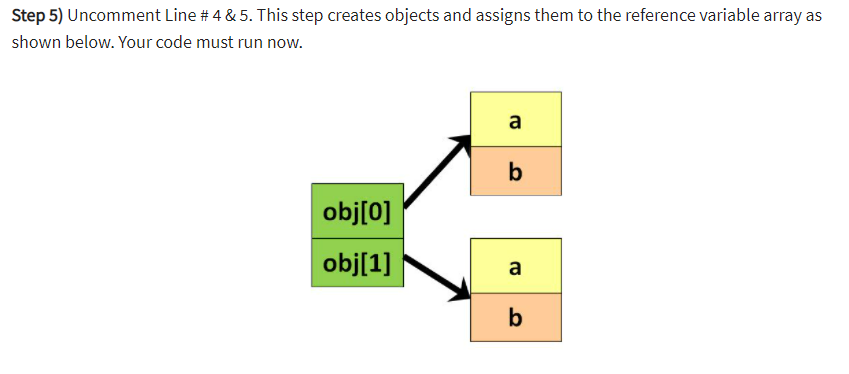 Step 5) Uncomment Line # 4 & 5. This step creates objects and assigns them to the reference variable array as
shown below. Your code must run now.
a
b
obj[0]
obj[1]
a
b